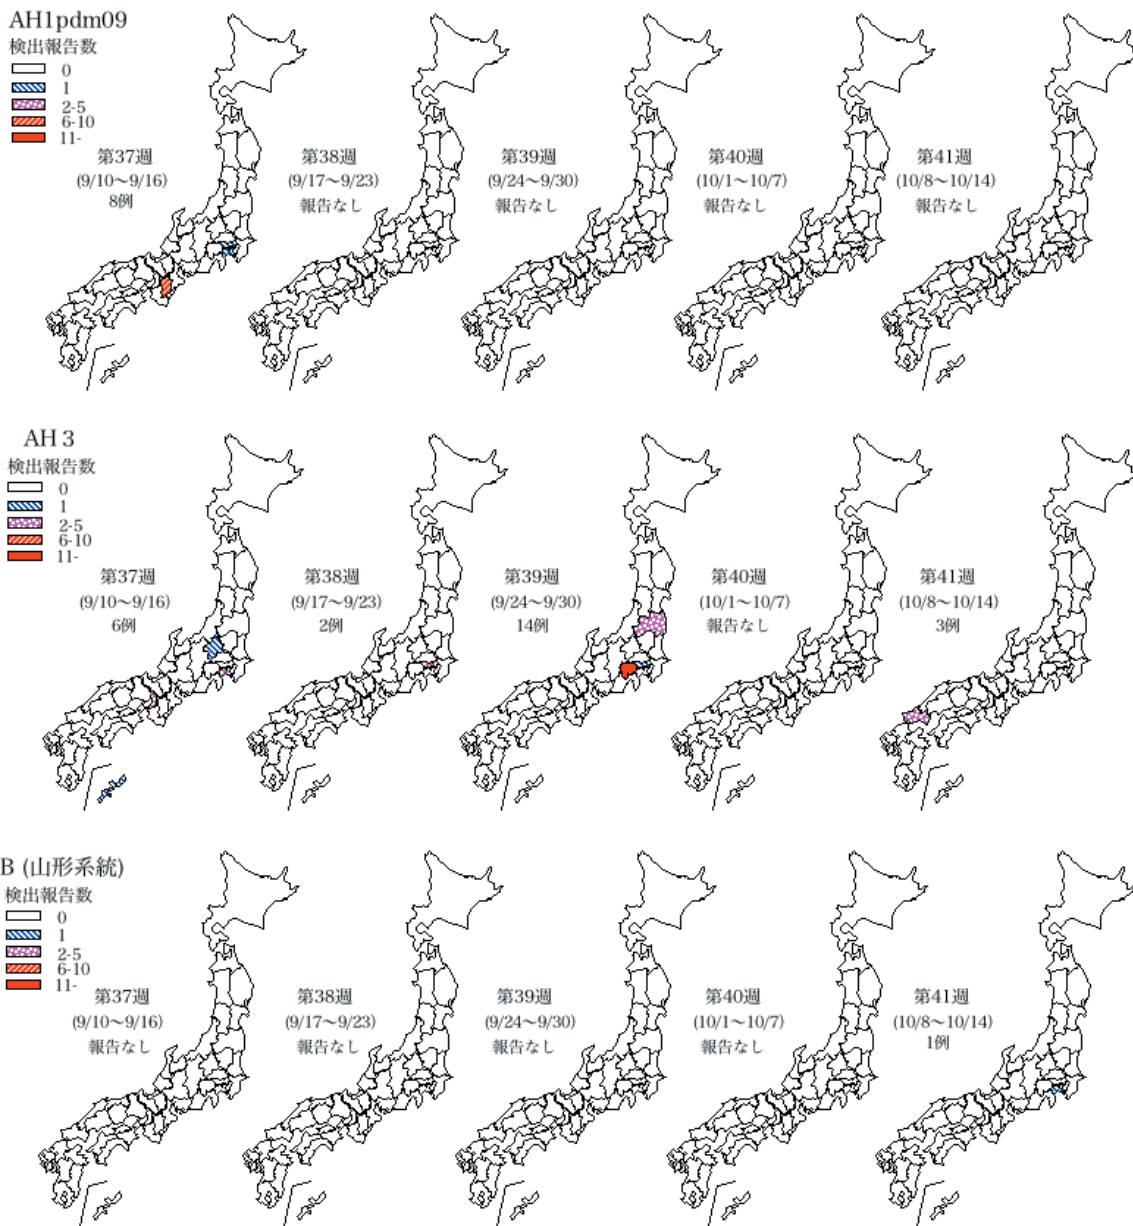 AH1pdm09
検出報告数
0
1
2-5
6-10
11-
第37週
(9/10～9/16)
8例
第38週
(9/17～9/23)
報告なし
第39週
(9/24～9/30)
報告なし
第40週
(10/1～10/7)
報告なし
第41週
(10/8～10/14)
報告なし
AH 3
検出報告数
0
1
2-5
6-10
11-
第37週
(9/10～9/16)
6例
第38週
(9/17～9/23)
2例
第39週
(9/24～9/30)
14例
第40週
(10/1～10/7)
報告なし
第41週
(10/8～10/14)
3例
B (山形系統)
検出報告数
0
1
2-5
6-10
11-
第37週
(9/10～9/16)
報告なし
第38週
(9/17～9/23)
報告なし
第39週
(9/24～9/30)
報告なし
第40週
(10/1～10/7)
報告なし
第41週
(10/8～10/14)
1例